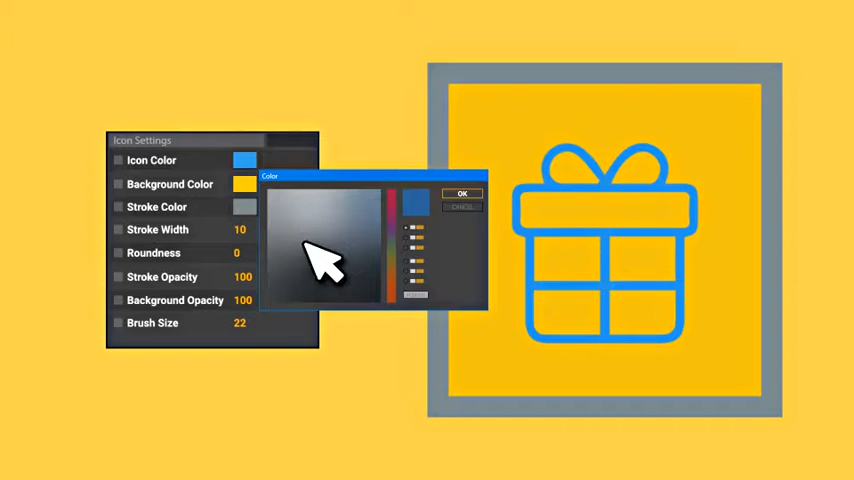 Icon Settings
Icon Color
Background Color
Stroke Color
Stroke Width 10
Roundness 0
Stroke Opacity 100
Background Opacity 100
Brush Size 22
Color
OK
CANCEL